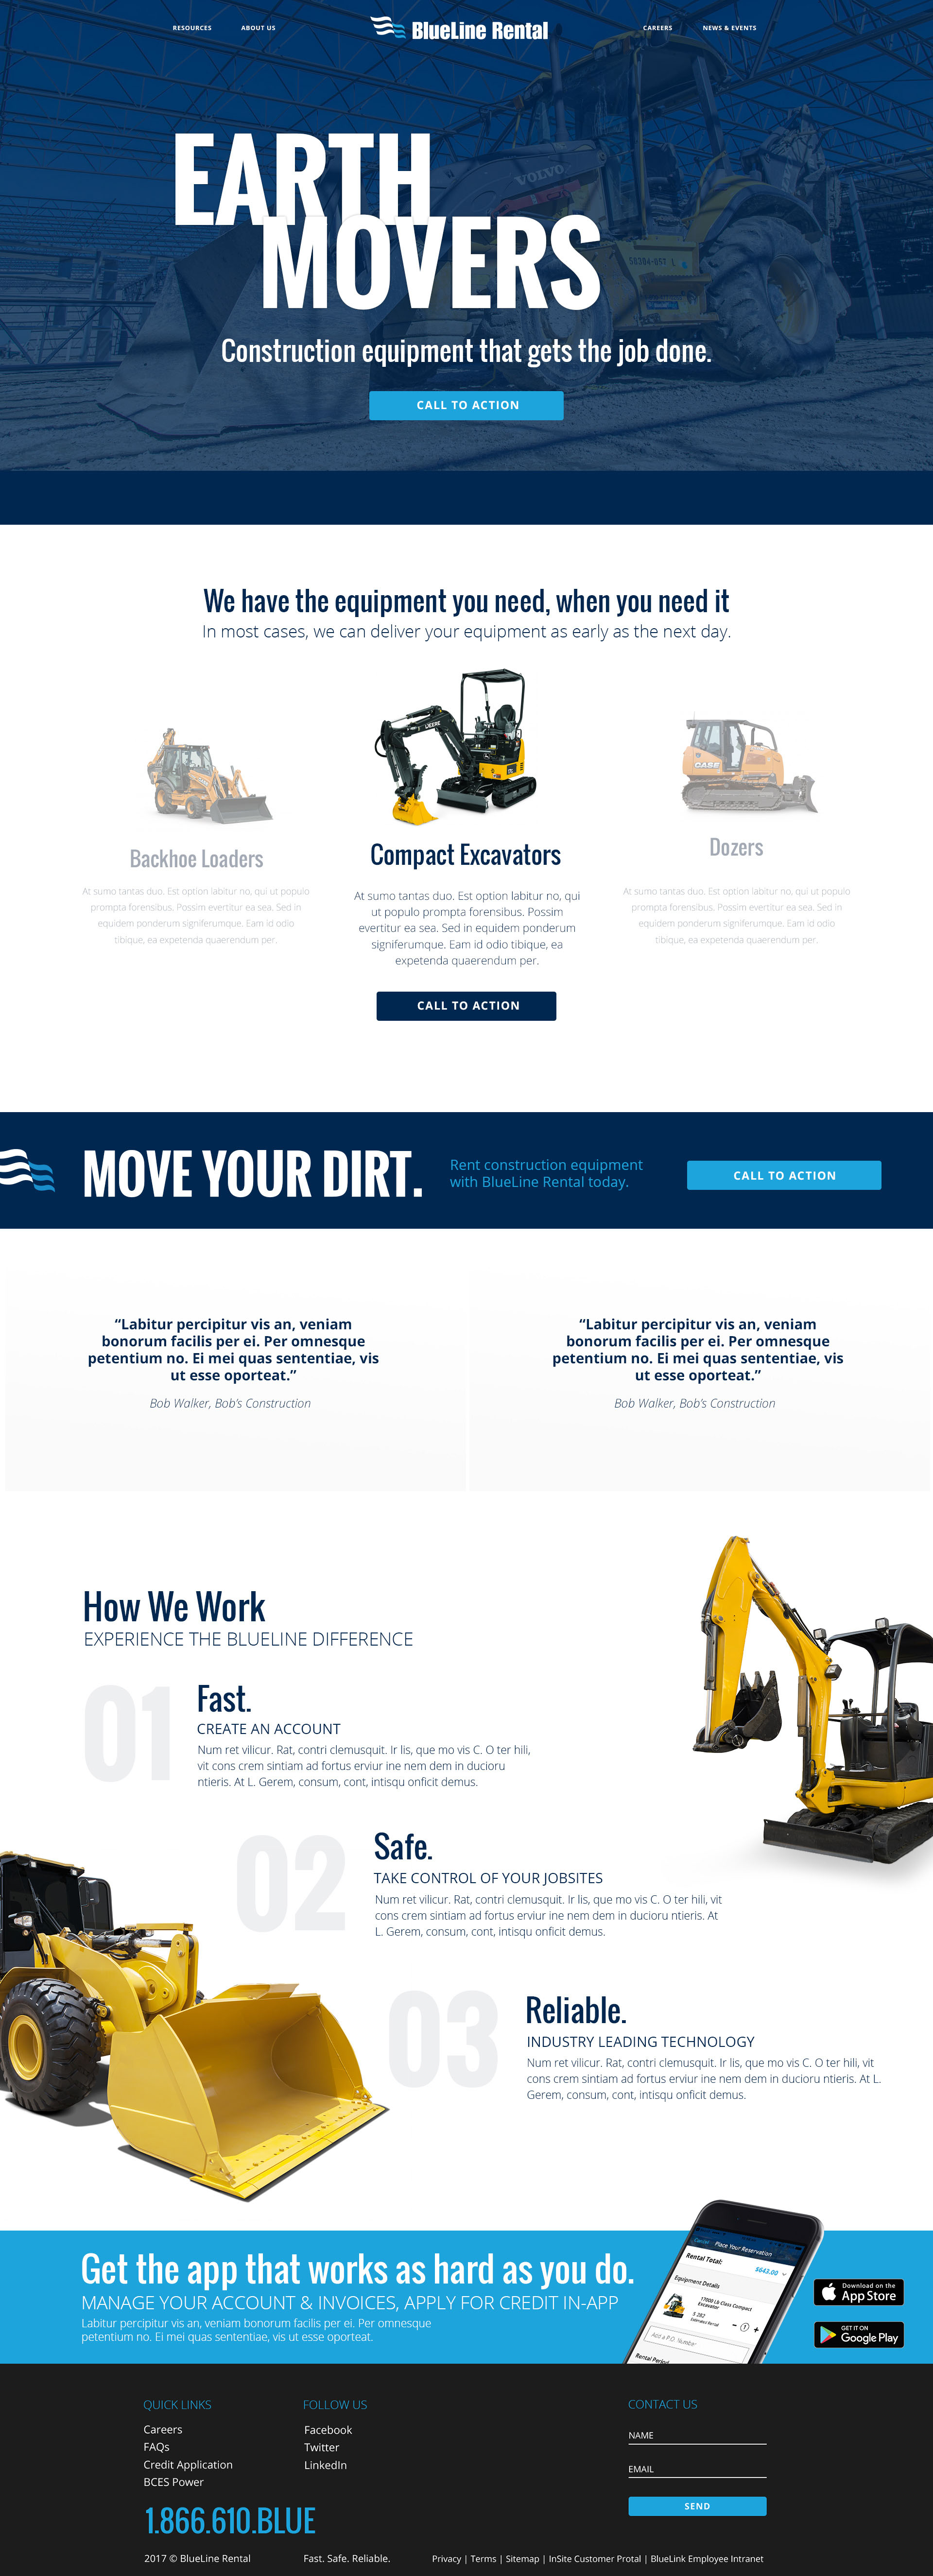 RESOURCES
ABOUT US
BlueLine Rental
CAREERS
NEWS & EVENTS
VOLVO
EARTH
MOVERS
Construction equipment that gets the job done.
CALL TO ACTION
We have the equipment you need, when you need it
In most cases, we can deliver your equipment as early as the next day.
Backhoe Loaders
At sumo tantas duo. Est option labitur no, qui ut populo
prompta forensibus. Possim evertitur ea sea. Sed in
equidem ponderum signiferumque. Eam id odio
tibique, ea expetenda quaerendum per.
DEERE
Compact Excavators
At sumo tantas duo. Est option labitur no, qui
ut populo prompta forensibus. Possim
evertitur ea sea. Sed in equidem ponderum
signiferumque. Eam id odio tibique, ea
expetenda quaerendum per.
CALL TO ACTION
CASE
Dozers
At sumo tantas duo. Est option labitur no, qui ut populo
prompta forensibus. Possim evertitur ea sea. Sed in
equidem ponderum signiferumque. Eam id odio
tibique, ea expetenda quaerendum per.
MOVE YOUR DIRT.
Rent construction equipment
with BlueLine Rental today.
CALL TO ACTION
“Labitur percipitur vis an, veniam
bonorum facilis per ei. Per omnesque
petentium no. Ei mei quas sententiae, vis
ut esse oporteat.”
Bob Walker, Bob’s Construction
“Labitur percipitur vis an, veniam
bonorum facilis per ei. Per omnesque
petentium no. Ei mei quas sententiae, vis
ut esse oporteat.”
Bob Walker, Bob’s Construction
How We Work
EXPERIENCE THE BLUELINE DIFFERENCE
01
Fast.
CREATE AN ACCOUNT
Num ret vilicur. Rat, contri clemusquit. Ir lis, que mo vis C. O ter hili,
vit cons crem sintiam ad fortus erviur ine nem dem in ducioru
ntieris. At L. Gerem, consum, cont, intisqu onficit demus.
02
Safe.
TAKE CONTROL OF YOUR JOBSITES
Num ret vilicur. Rat, contri clemusquit. Ir lis, que mo vis C. O ter hili, vit
cons crem sintiam ad fortus erviur ine nem dem in ducioru ntieris. At
L. Gerem, consum, cont, intisqu onficit demus.
03
Reliable.
INDUSTRY LEADING TECHNOLOGY
Num ret vilicur. Rat, contri clemusquit. Ir lis, que mo vis C. O ter hili, vit
cons crem sintiam ad fortus erviur ine nem dem in ducioru ntieris. At L.
Gerem, consum, cont, intisqu onficit demus.
Get the app that works as hard as you do.
MANAGE YOUR ACCOUNT & INVOICES, APPLY FOR CREDIT IN-APP
Labitur percipitur vis an, veniam bonorum facilis per ei. Per omnesque
petentium no. Ei mei quas sententiae, vis ut esse oporteat.
Cancel
Place Your Reservation
Rental Total:
$643.00
Equipment Details
17000 Lb Class Compact
Excavator
Add a P.O. Number
Rental Period
Download on the
App Store
GET IT ON
Google Play
QUICK LINKS
Careers
FAQs
Credit Application
BCES Power
FOLLOW US
Facebook
Twitter
LinkedIn
CONTACT US
NAME
EMAIL
SEND
1.866.610.BLUE
2017 © BlueLine Rental
Fast. Safe. Reliable.
Privacy | Terms | Sitemap | InSite Customer Protal | BlueLink Employee Intranet